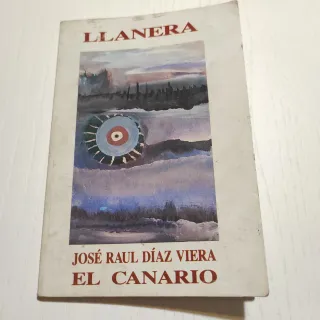 LLANERA
JOSÉ RAUL DÍAZ VIERA
EL CANARIO